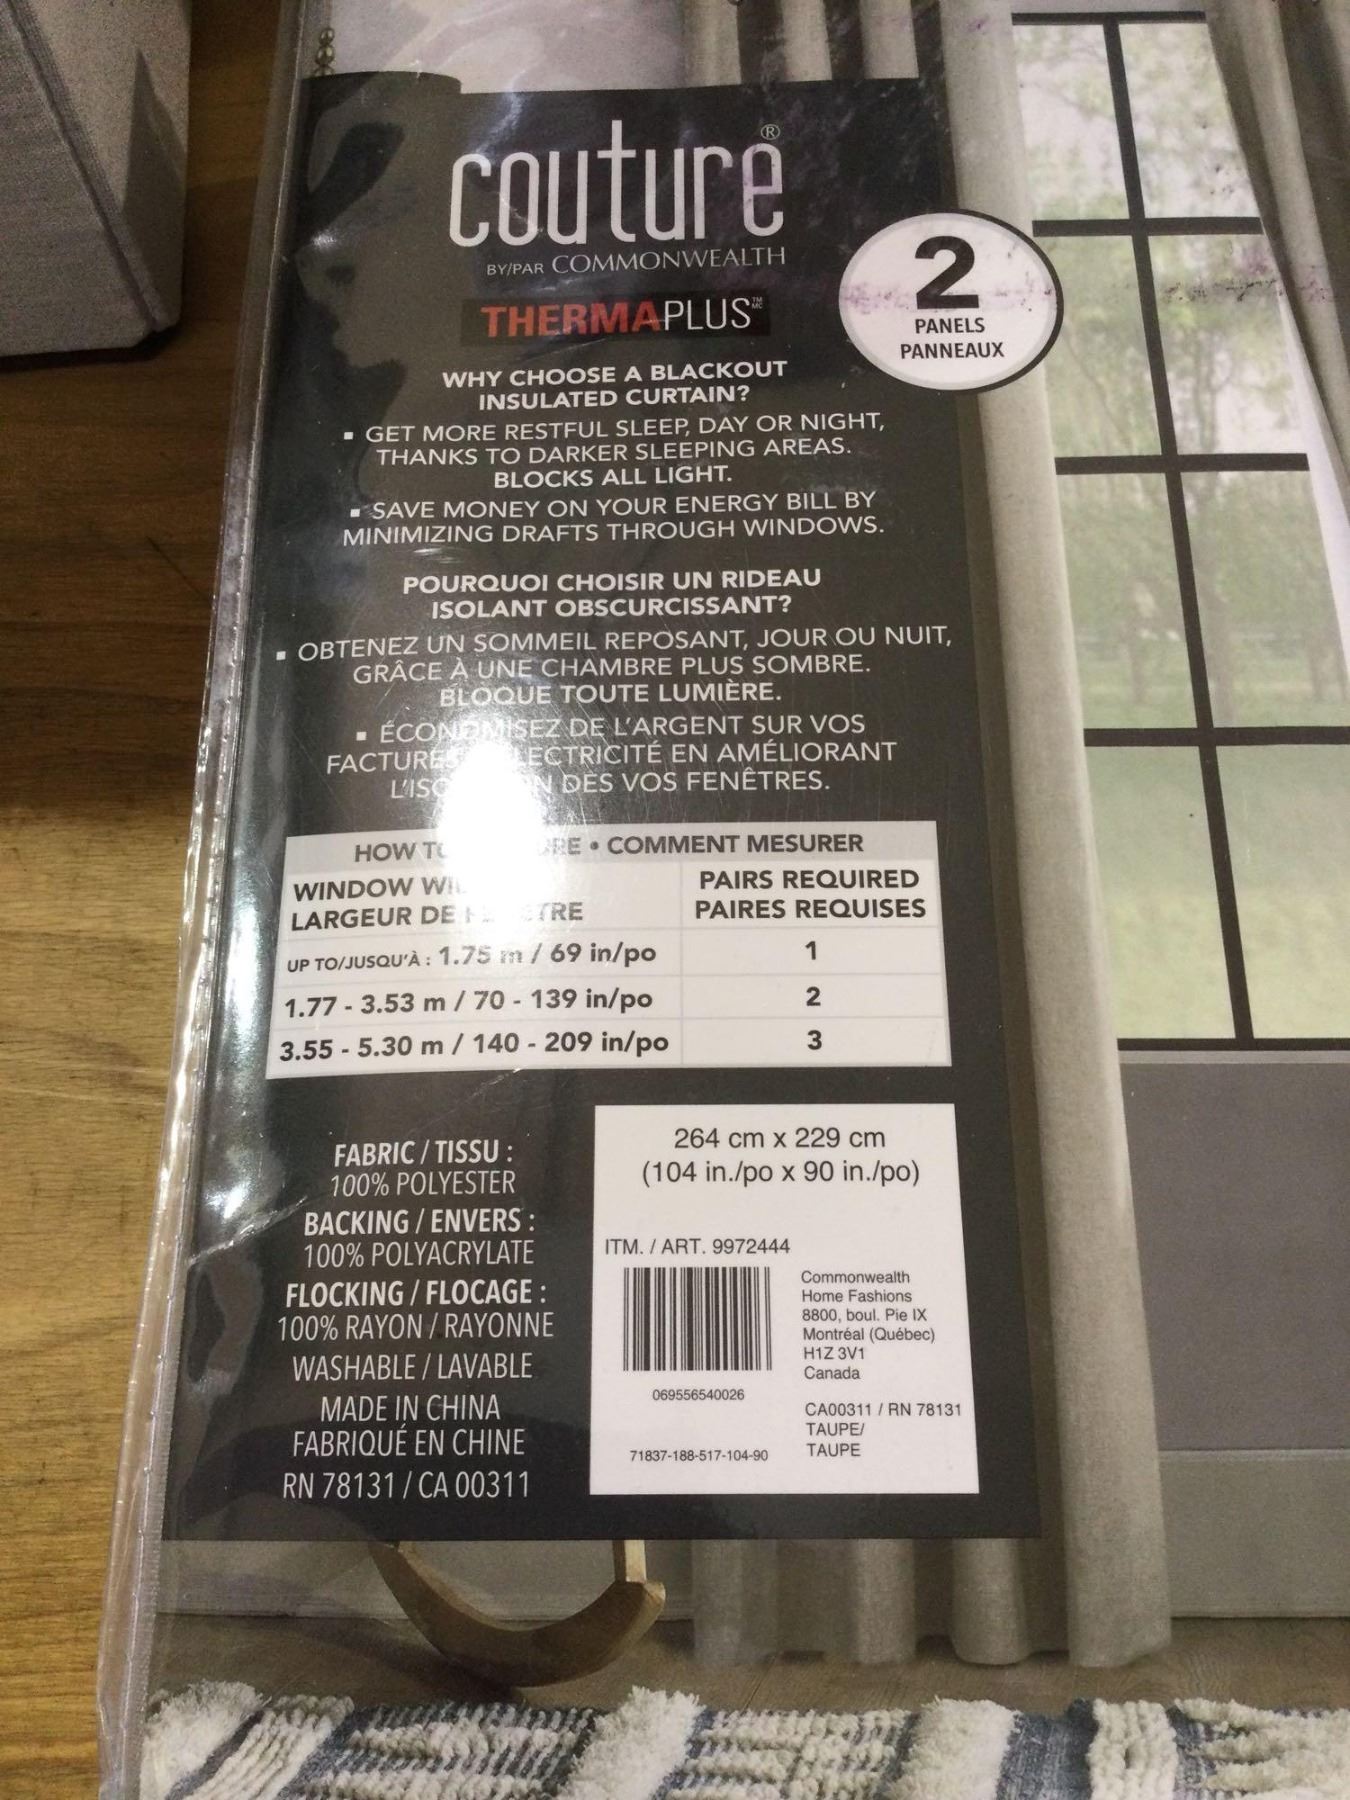 couture®
BY/PAR COMMONWEALTH
THERMAPLUS™ MC
2
PANELS
PANNEAUX
WHY CHOOSE A BLACKOUT
INSULATED CURTAIN?
▪ GET MORE RESTFUL SLEEP, DAY OR NIGHT,
THANKS TO DARKER SLEEPING AREAS.
BLOCKS ALL LIGHT.
▪ SAVE MONEY ON YOUR ENERGY BILL BY
MINIMIZING DRAFTS THROUGH WINDOWS.
POURQUOI CHOISIR UN RIDEAU
ISOLANT OBSCURCISSANT?
▪ OBTENEZ UN SOMMEIL REPOSANT, JOUR OU NUIT,
GRÂCE À UNE CHAMBRE PLUS SOMBRE.
BLOQUE TOUTE LUMIÈRE.
▪ ÉCONOMISEZ DE L'ARGENT SUR VOS
EN AMÉLIORANT
DES VOS FENÊTRES.
HOW • COMMENT MESURER
WINDOW
LARGEUR DE
PAIRS REQUIRED
PAIRES REQUISES
UP TO/JUSQU'À : 1.75 m / 69 in/po 1
1.77 - 3.53 m / 70 - 139 in/po 2
3.55 - 5.30 m / 140 - 209 in/po 3
FABRIC / TISSU :
100% POLYESTER
BACKING / ENVERS :
100% POLYACRYLATE
FLOCKING / FLOCAGE :
100% RAYON / RAYONNE
WASHABLE / LAVABLE
MADE IN CHINA
FABRIQUÉ EN CHINE
RN 78131 / CA 00311
264 cm x 229 cm
(104 in./po x 90 in./po)
ITM. / ART. 9972444
069556540026
71837-188-517-104-90
Commonwealth
Home Fashions
8800, boul. Pie IX
Montréal (Québec)
H1Z 3V1
Canada
CA00311 / RN 78131
TAUPE/
TAUPE